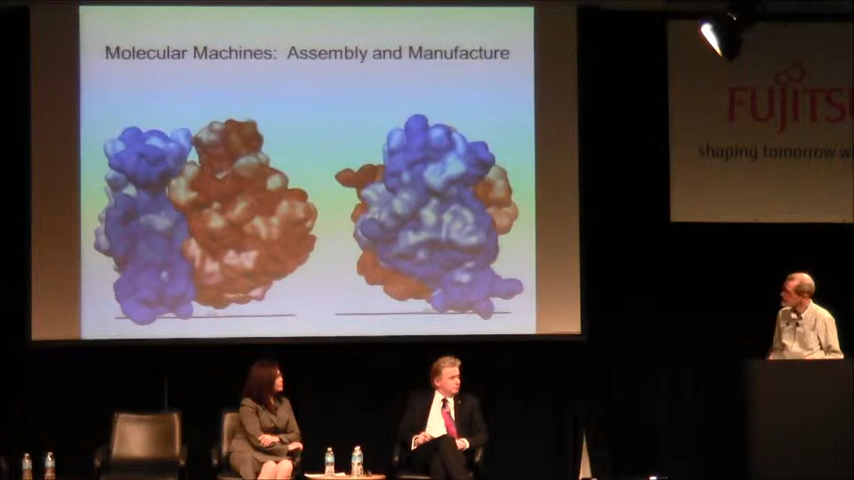 Molecular Machines: Assembly and Manufacture
FUJITSU
shaping tomorrow w